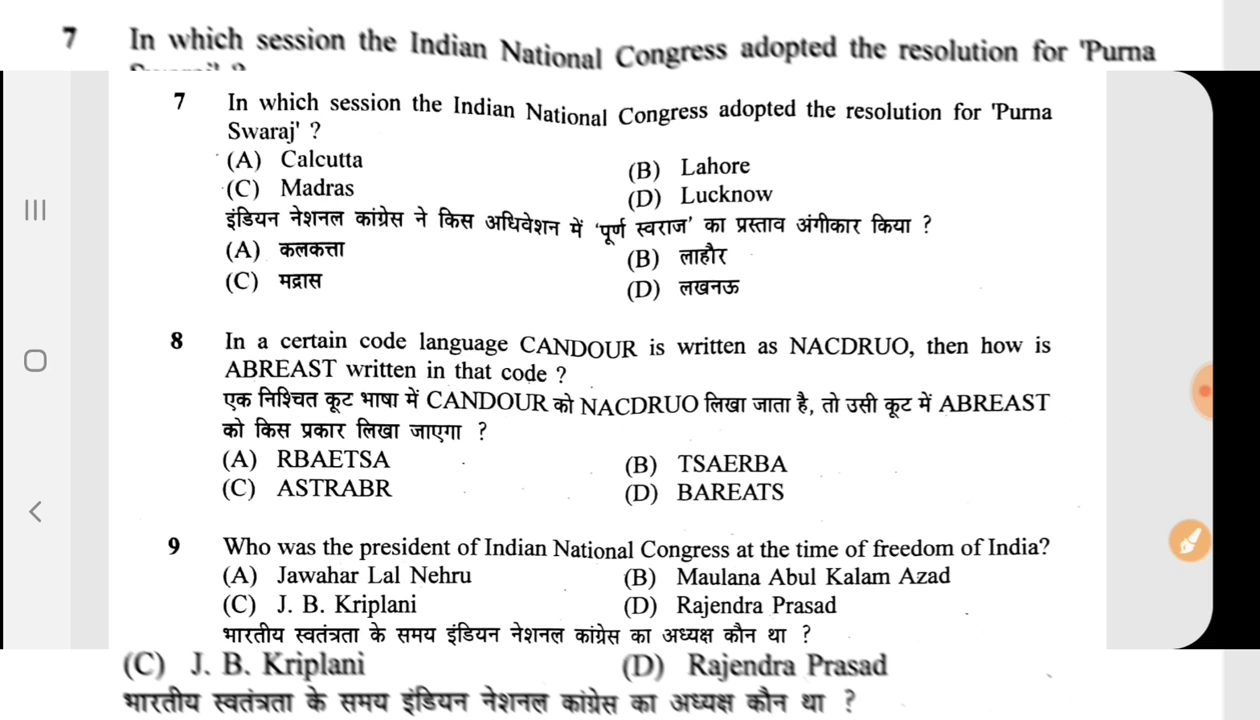 7 In which session the Indian National Congress adopted the resolution for 'Purna
7 In which session the Indian National Congress adopted the resolution for 'Purna
Swaraj' ?
(A) Calcutta (B) Lahore
(C) Madras (D) Lucknow
इंडियन नेशनल कांग्रेस ने किस अधिवेशन में ‘पूर्ण स्वराज’ का प्रस्ताव अंगीकार किया ?
(A) कलकत्ता (B) लाहौर
(C) मद्रास (D) लखनऊ
8 In a certain code language CANDOUR is written as NACDRUO, then how is
ABREAST written in that code ?
एक निश्चित कूट भाषा में CANDOUR को NACDRUO लिखा जाता है, तो उसी कूट में ABREAST
को किस प्रकार लिखा जाएगा ?
(A) RBAETSA (B) TSAERBA
(C) ASTRABR (D) BAREATS
9 Who was the president of Indian National Congress at the time of freedom of India?
(A) Jawahar Lal Nehru (B) Maulana Abul Kalam Azad
(C) J. B. Kriplani (D) Rajendra Prasad
भारतीय स्वतंत्रता के समय इंडियन नेशनल कांग्रेस का अध्यक्ष कौन था ?
(C) J. B. Kriplani (D) Rajendra Prasad
भारतीय स्वतंत्रता के समय इंडियन नेशनल कांग्रेस का अध्यक्ष कौन था ?